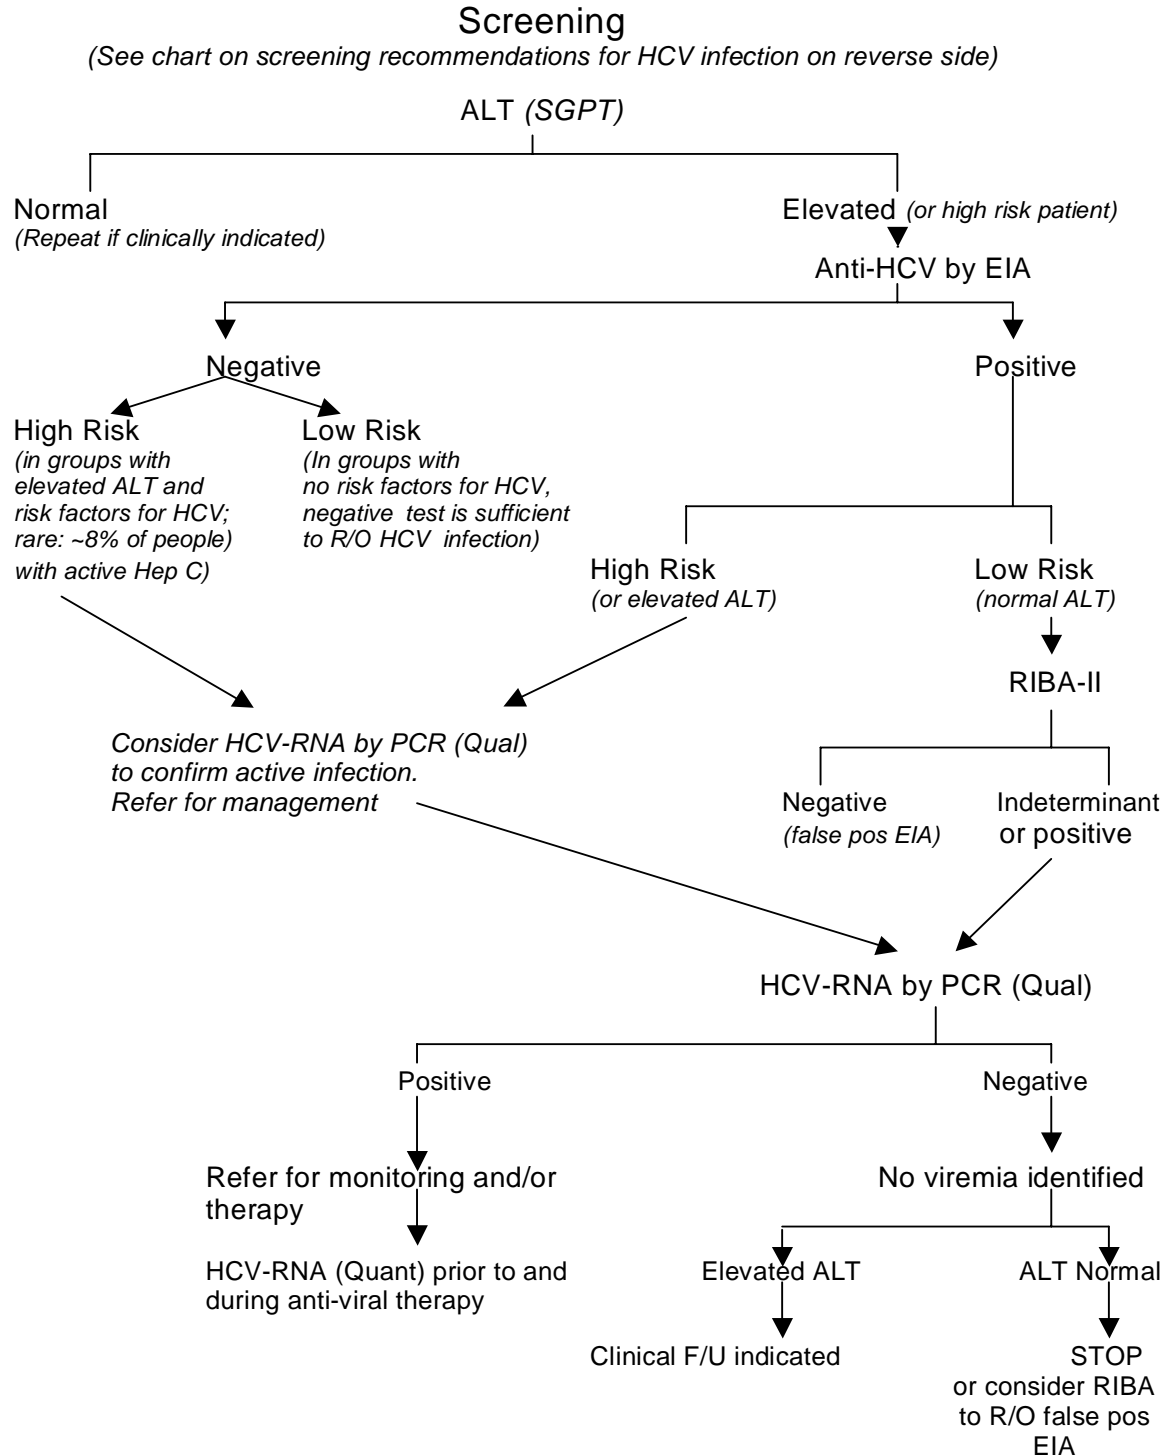 Screening
(See chart on screening recommendations for HCV infection on reverse side)
ALT (SGPT)
Normal
(Repeat if clinically indicated)
Elevated (or high risk patient)
Anti-HCV by EIA
Negative
Positive
High Risk
(in groups with
elevated ALT and
risk factors for HCV;
rare: ~8% of people)
with active Hep C)
Low Risk
(In groups with
no risk factors for HCV,
negative test is sufficient
to R/O HCV infection)
High Risk
(or elevated ALT)
Low Risk
(normal ALT)
RIBA-II
Consider HCV-RNA by PCR (Qual)
to confirm active infection.
Refer for management
Negative
(false pos EIA)
Indeterminant
or positive
HCV-RNA by PCR (Qual)
Positive
Negative
Refer for monitoring and/or
therapy
No viremia identified
HCV-RNA (Quant) prior to and
during anti-viral therapy
Elevated ALT
ALT Normal
Clinical F/U indicated
STOP
or consider RIBA
to R/O false pos
EIA